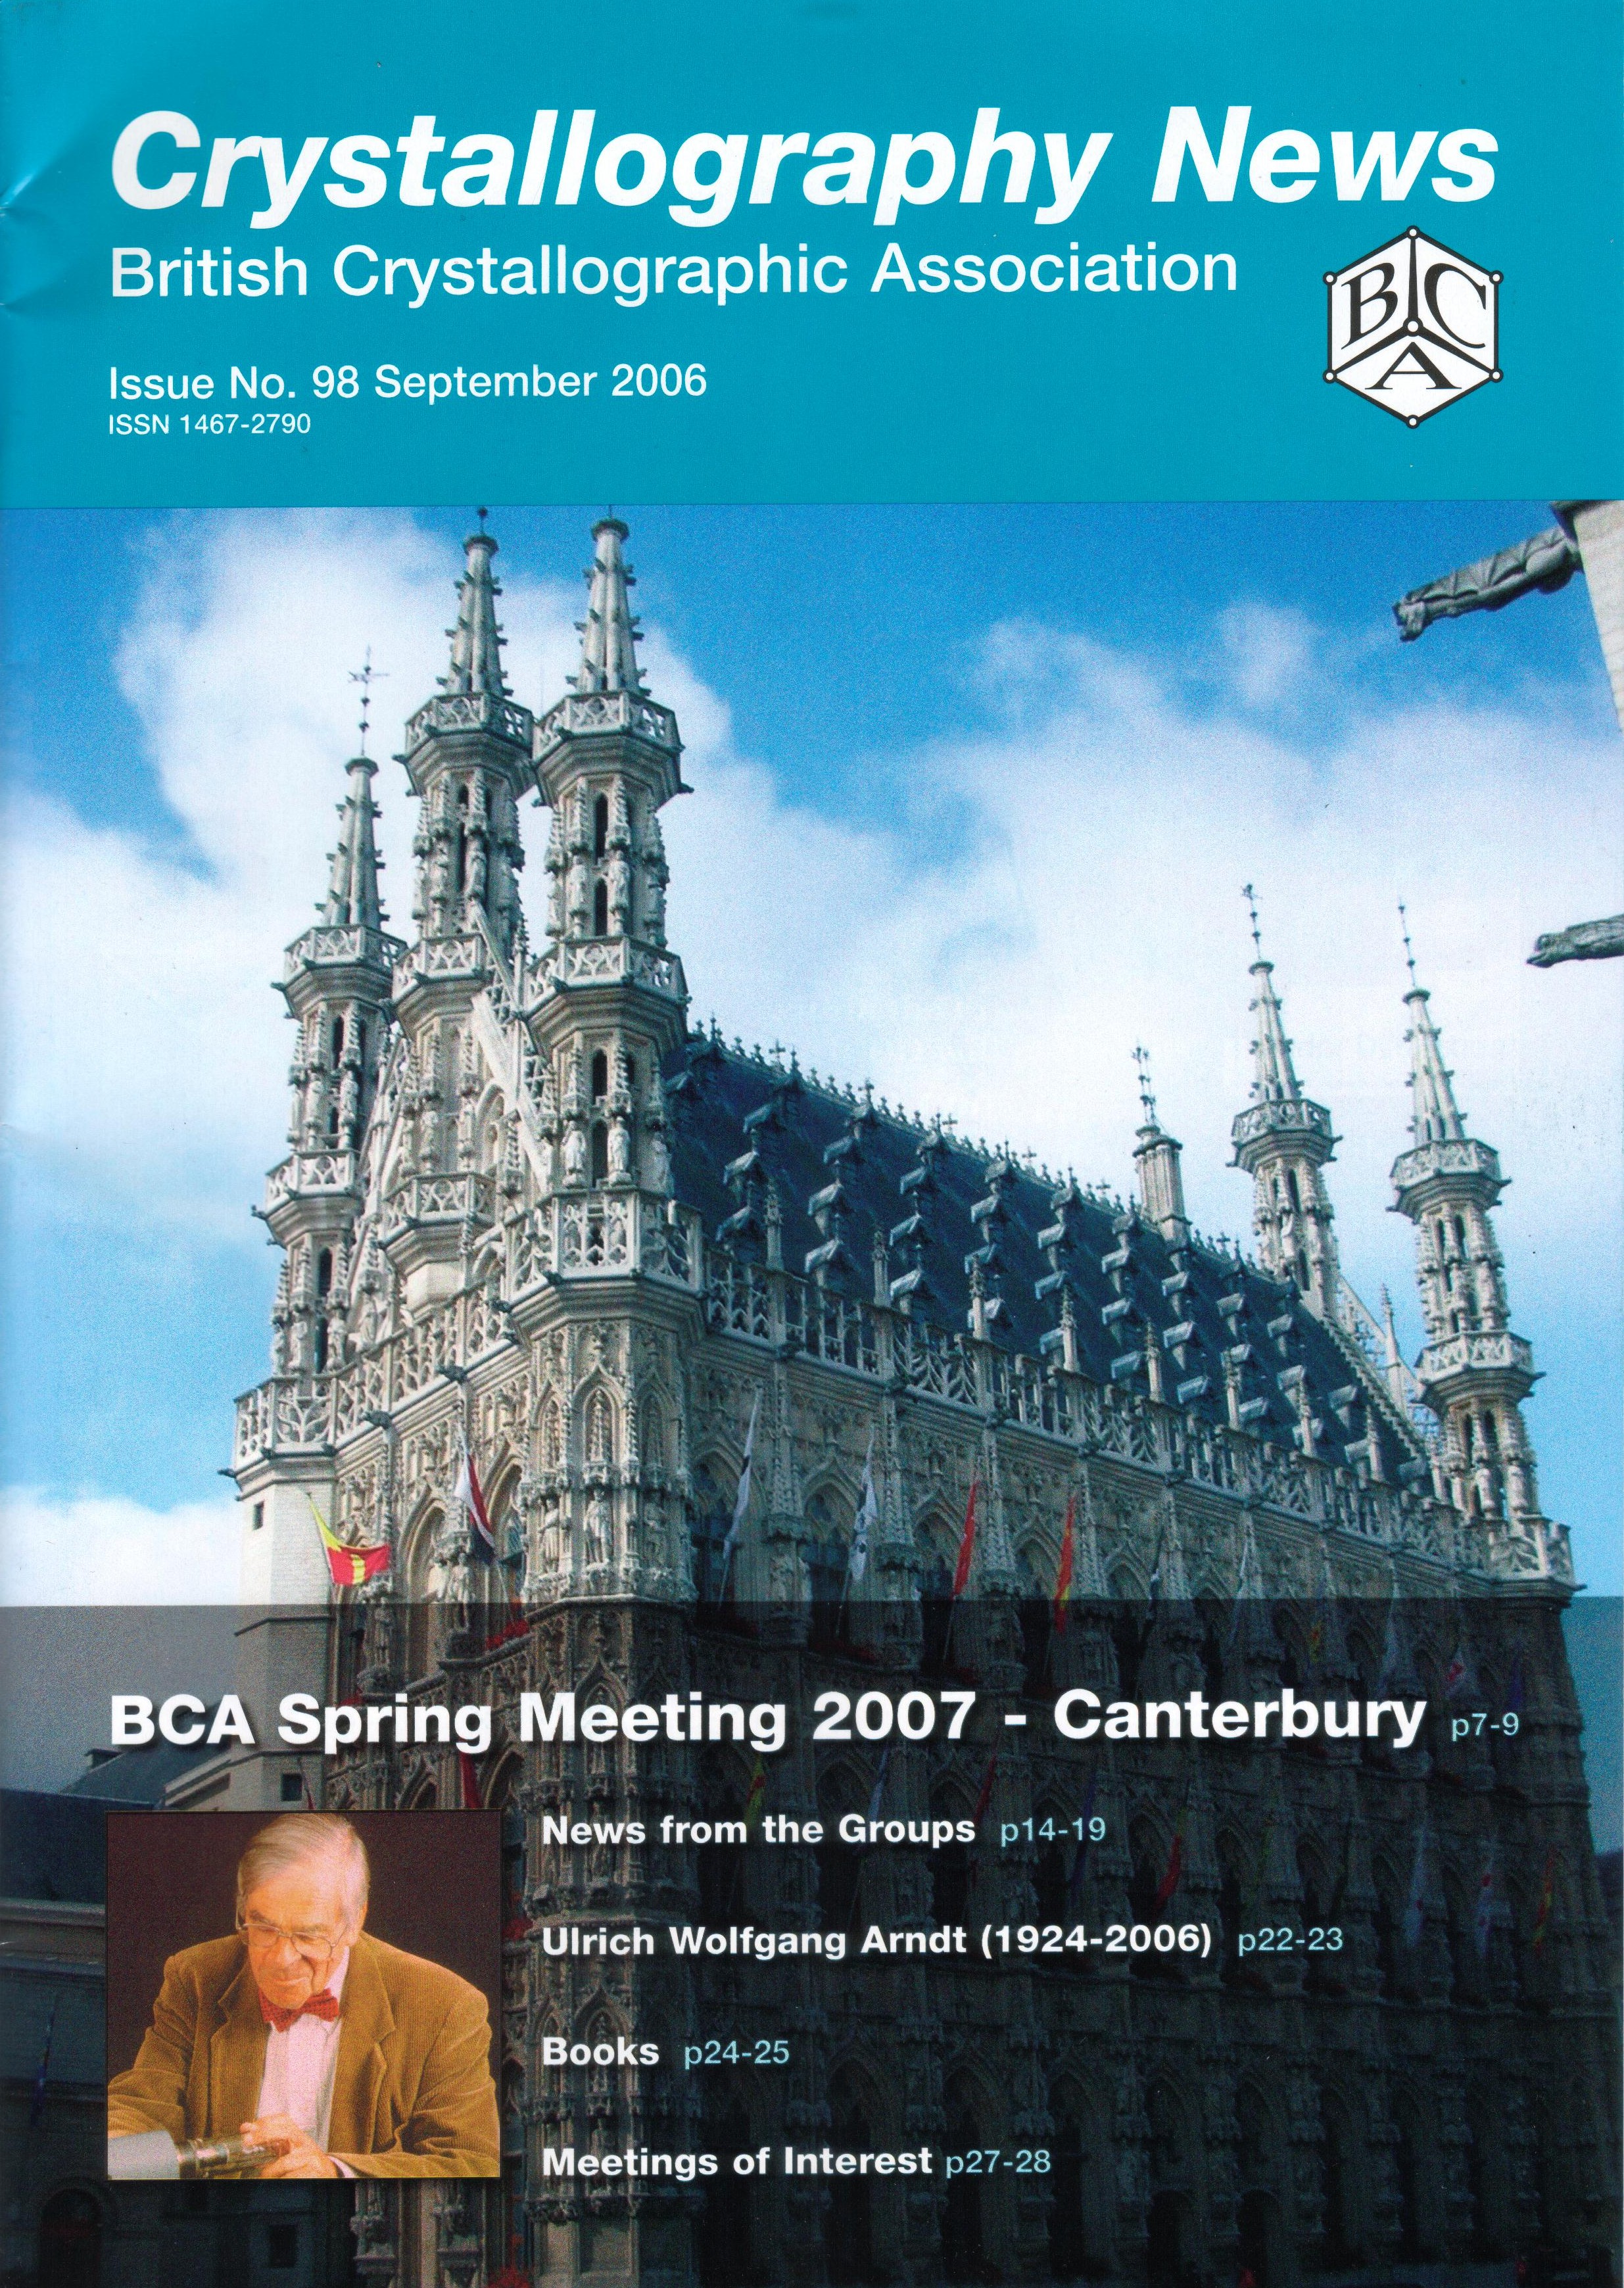 Crystallography News
British Crystallographic Association
Issue No. 98 September 2006
ISSN 1467-2790
BCA
BCA Spring Meeting 2007 - Canterbury p7-9
News from the Groups p14-19
Ulrich Wolfgang Arndt (1924-2006) p22-23
Books p24-25
Meetings of Interest p27-28